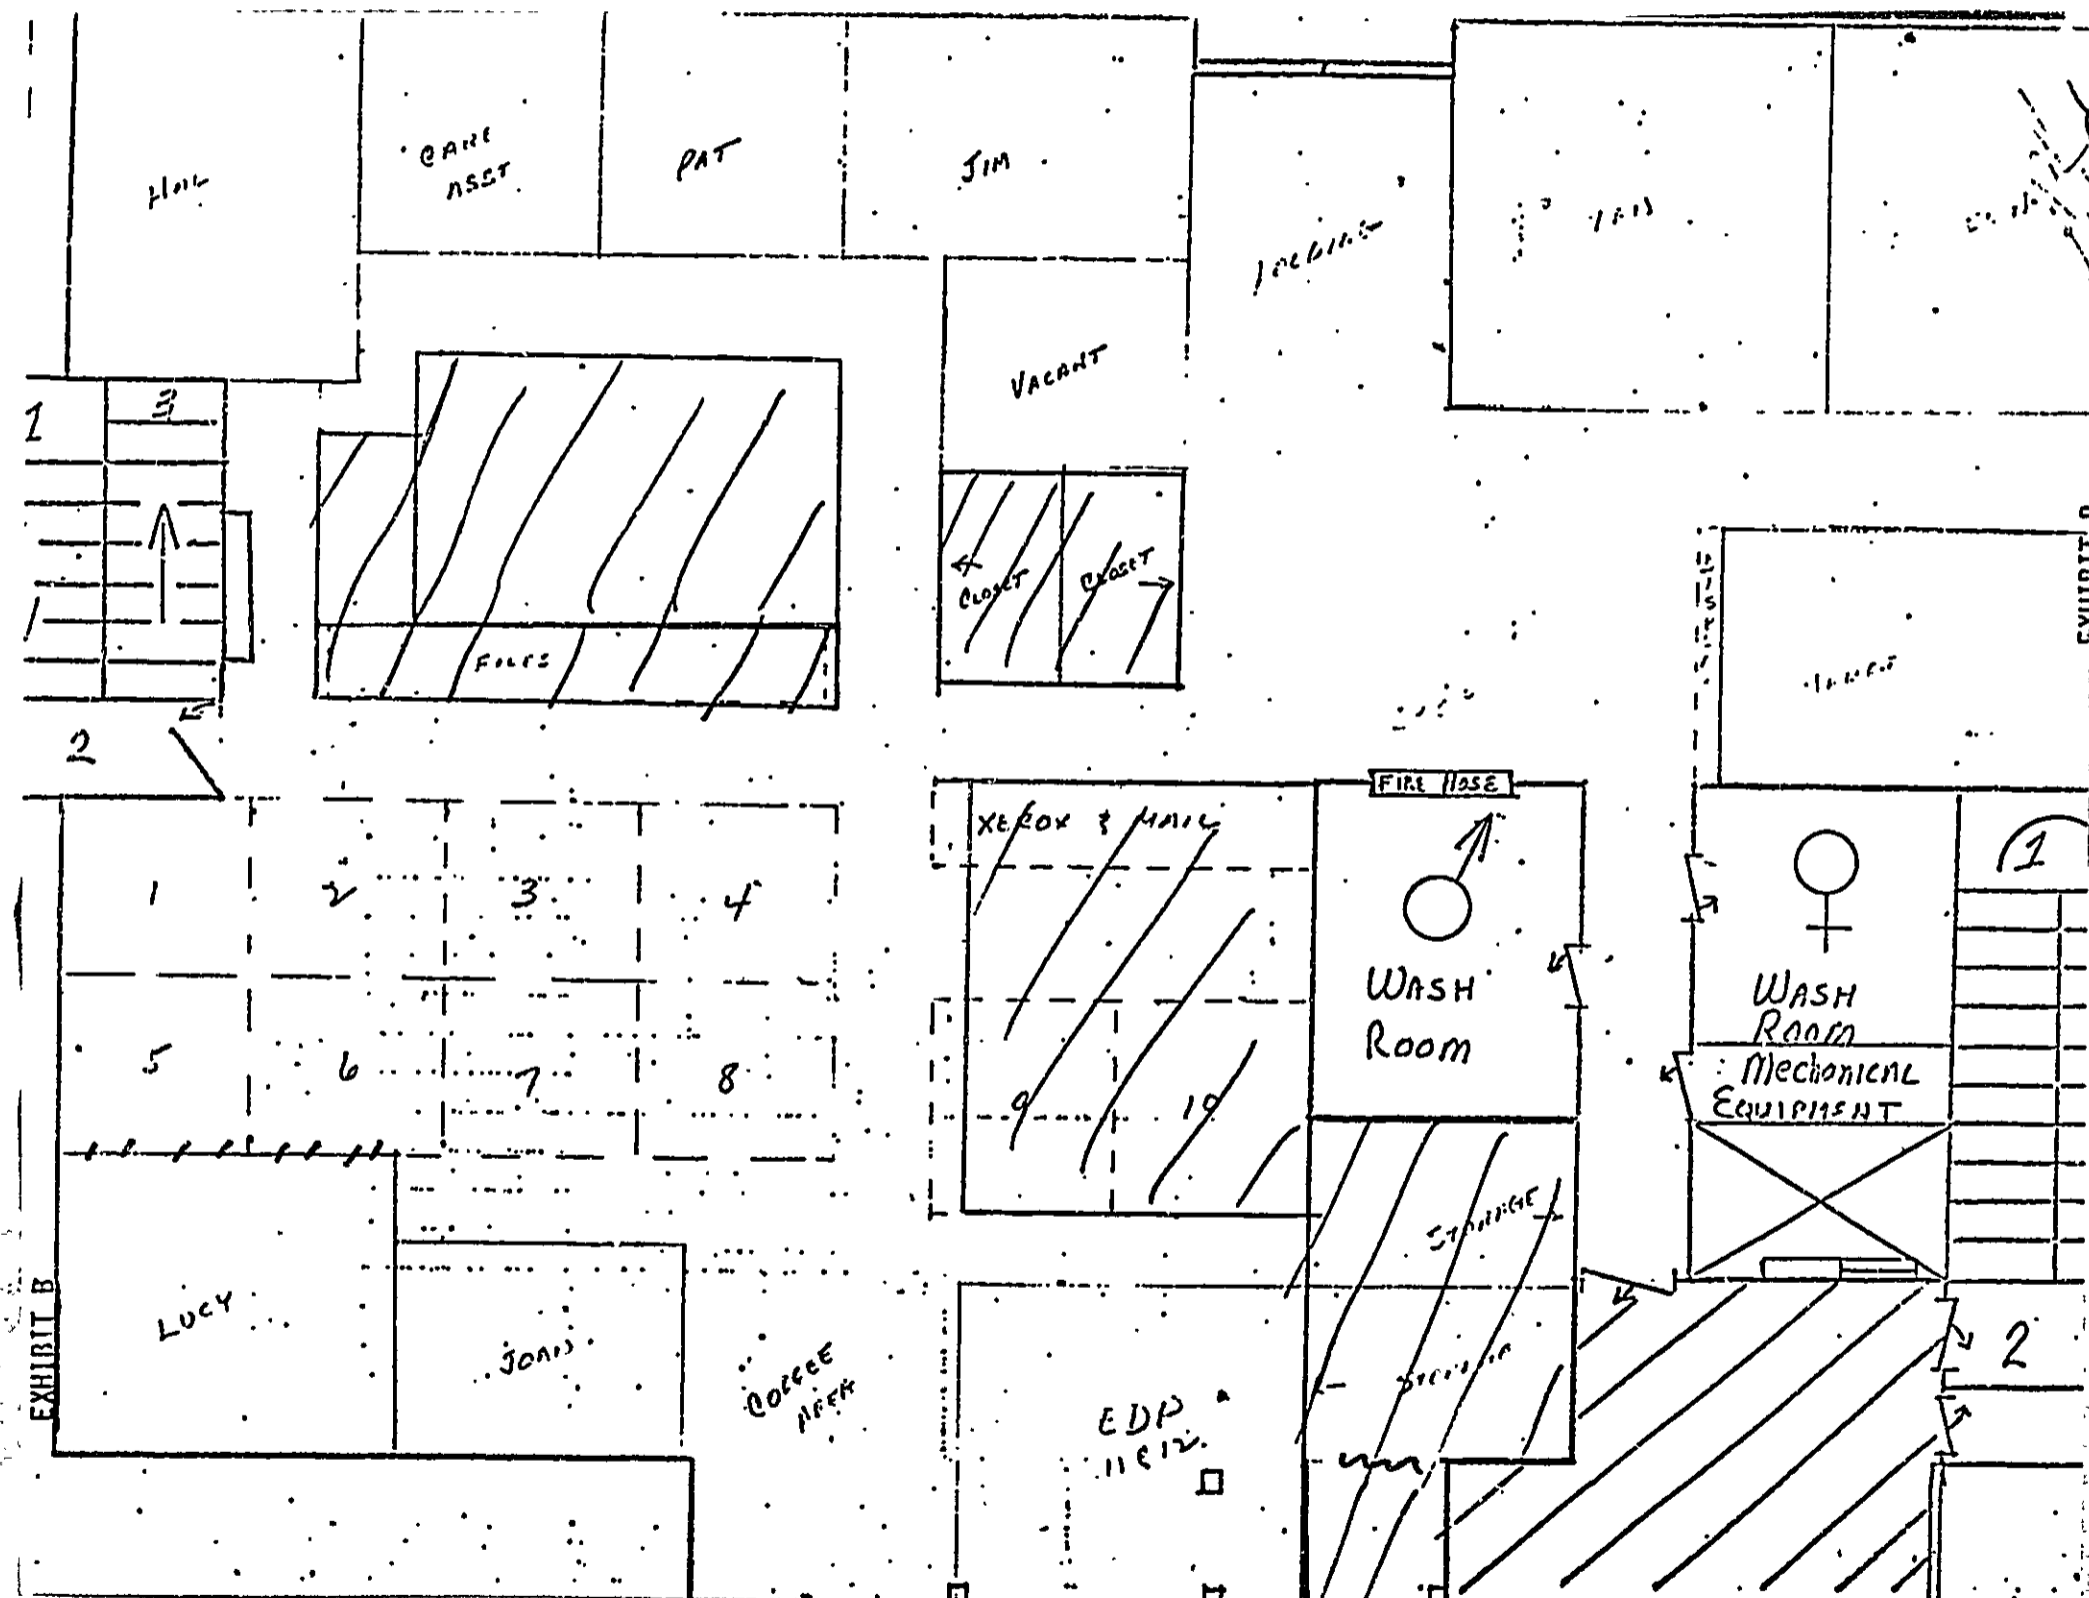 CARE
ASST
PAT
JIM
VACANT
1
CLOSET
CLOSET
FILES
2
FIRE HOSE
XEROX & MAIL
1
2
3
4
1
WASH
ROOM
WASH
ROOM
Mechanical
EQUIPMENT
5
6
7
8
9
10
STORAGE
LUCY
JOAN
COFFEE
AREA
EDP
11 & 12
STORAGE
2
EXHIBIT B